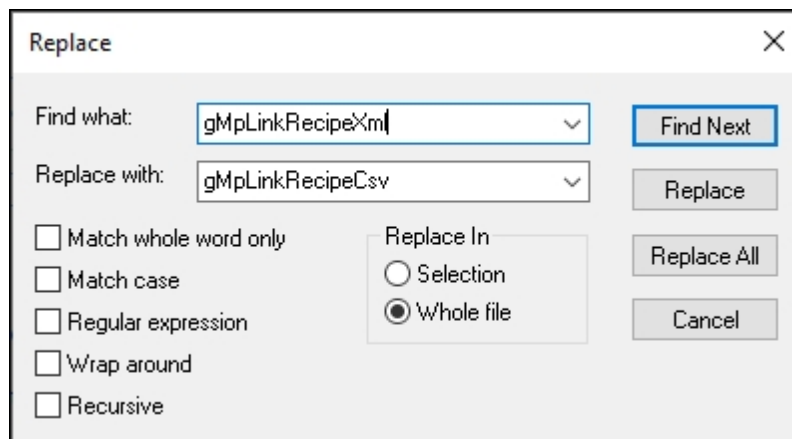 Replace
Find what:
gMpLinkRecipeXml
Find Next
Replace with:
gMpLinkRecipeCsv
Replace
Match whole word only
Match case
Regular expression
Wrap around
Recursive
Replace In
Selection
Whole file
Replace All
Cancel